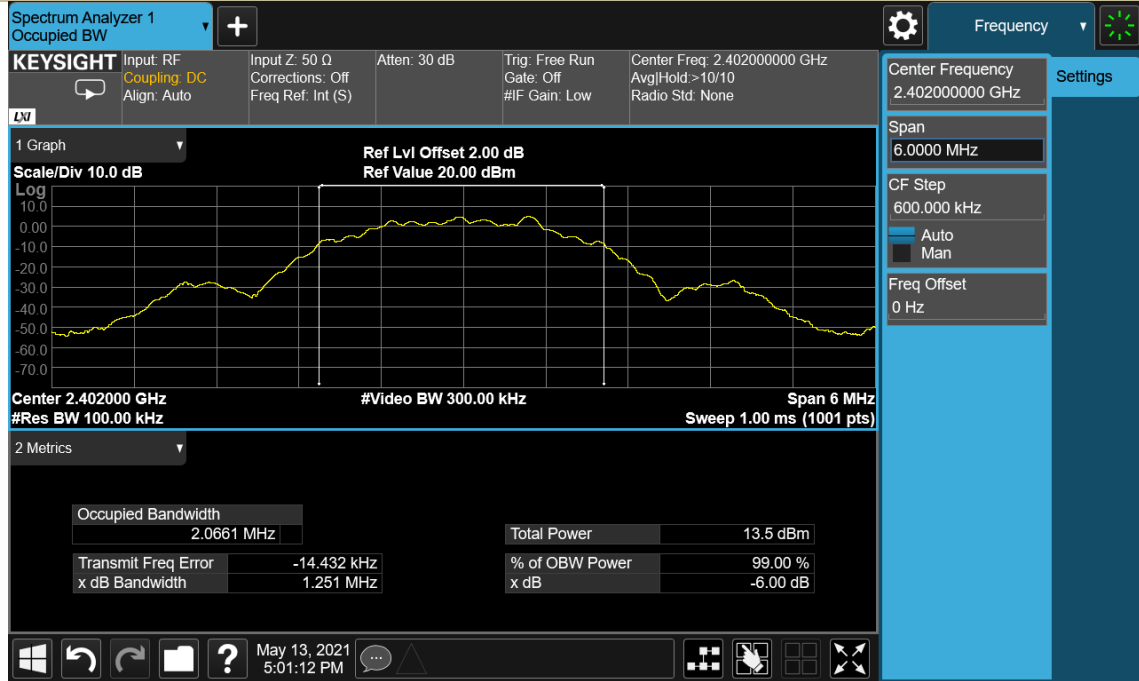 Spectrum Analyzer 1
Occupied BW
+
Frequency
KEYSIGHT
LXI
Input: RF
Coupling: DC
Align: Auto
Input Z: 50 Ω
Corrections: Off
Freq Ref: Int (S)
Atten: 30 dB
Trig: Free Run
Gate: Off
#IF Gain: Low
Center Freq: 2.402000000 GHz
Avg|Hold:>10/10
Radio Std: None
Center Frequency
2.402000000 GHz
Settings
Span
6.0000 MHz
CF Step
600.000 kHz
Auto
Man
Freq Offset
0 Hz
1 Graph
Scale/Div 10.0 dB
Ref Lvl Offset 2.00 dB
Ref Value 20.00 dBm
Log
10.0
0.00
-10.0
-20.0
-30.0
-40.0
-50.0
-60.0
-70.0
Center 2.402000 GHz
#Video BW 300.00 kHz
Span 6 MHz
#Res BW 100.00 kHz
Sweep 1.00 ms (1001 pts)
2 Metrics
Occupied Bandwidth
2.0661 MHz
Total Power 13.5 dBm
Transmit Freq Error -14.432 kHz
% of OBW Power 99.00 %
x dB Bandwidth 1.251 MHz
x dB -6.00 dB
?
May 13, 2021
5:01:12 PM